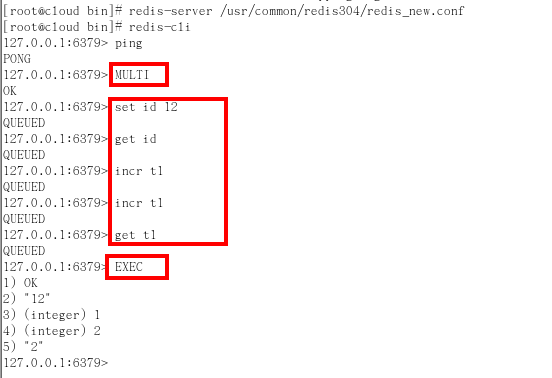 [root@cloud bin]# redis-server /usr/common/redis304/redis_new.conf
[root@cloud bin]# redis-cli
127.0.0.1:6379> ping
PONG
127.0.0.1:6379> MULTI
OK
127.0.0.1:6379> set id 12
QUEUED
127.0.0.1:6379> get id
QUEUED
127.0.0.1:6379> incr t1
QUEUED
127.0.0.1:6379> incr t1
QUEUED
127.0.0.1:6379> get t1
QUEUED
127.0.0.1:6379> EXEC
1) OK
2) "12"
3) (integer) 1
4) (integer) 2
5) "2"
127.0.0.1:6379>